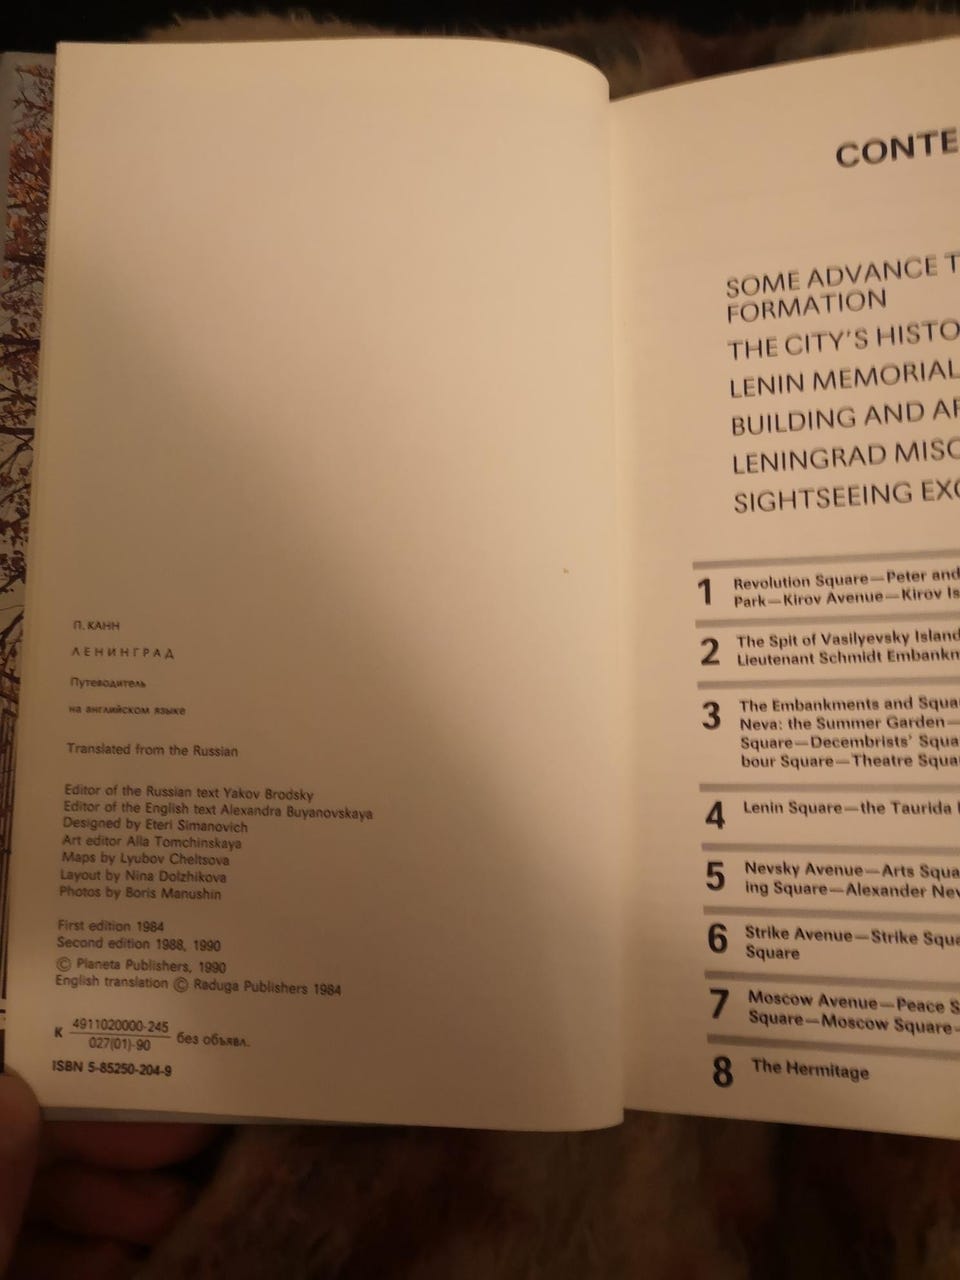 П. КАНН
ЛЕНИНГРАД
Путеводитель
на английском языке
Translated from the Russian
Editor of the Russian text Yakov Brodsky
Editor of the English text Alexandra Buyanovskaya
Designed by Eteri Simanovich
Art editor Alla Tomchinskaya
Maps by Lyubov Cheltsova
Layout by Nina Dolzhikova
Photos by Boris Manushin
First edition 1984
Second edition 1988, 1990
© Planeta Publishers, 1990
English translation © Raduga Publishers 1984
К 4911020000-245
027(01)-90 без объявл.
ISBN 5-85250-204-9
CONTE
SOME ADVANCE T
FORMATION
THE CITY'S HISTO
LENIN MEMORIAL
BUILDING AND AR
LENINGRAD MISC
SIGHTSEEING EXC
1 Revolution Square—Peter and
Park—Kirov Avenue—Kirov Is
2 The Spit of Vasilyevsky Island
Lieutenant Schmidt Embankm
3 The Embankments and Squa
Neva: the Summer Garden—
Square—Decembrists' Squa
bour Square—Theatre Squa
4 Lenin Square—the Taurida
5 Nevsky Avenue—Arts Squa
ing Square—Alexander Nev
6 Strike Avenue—Strike Squa
Square
7 Moscow Avenue—Peace S
Square—Moscow Square—
8 The Hermitage